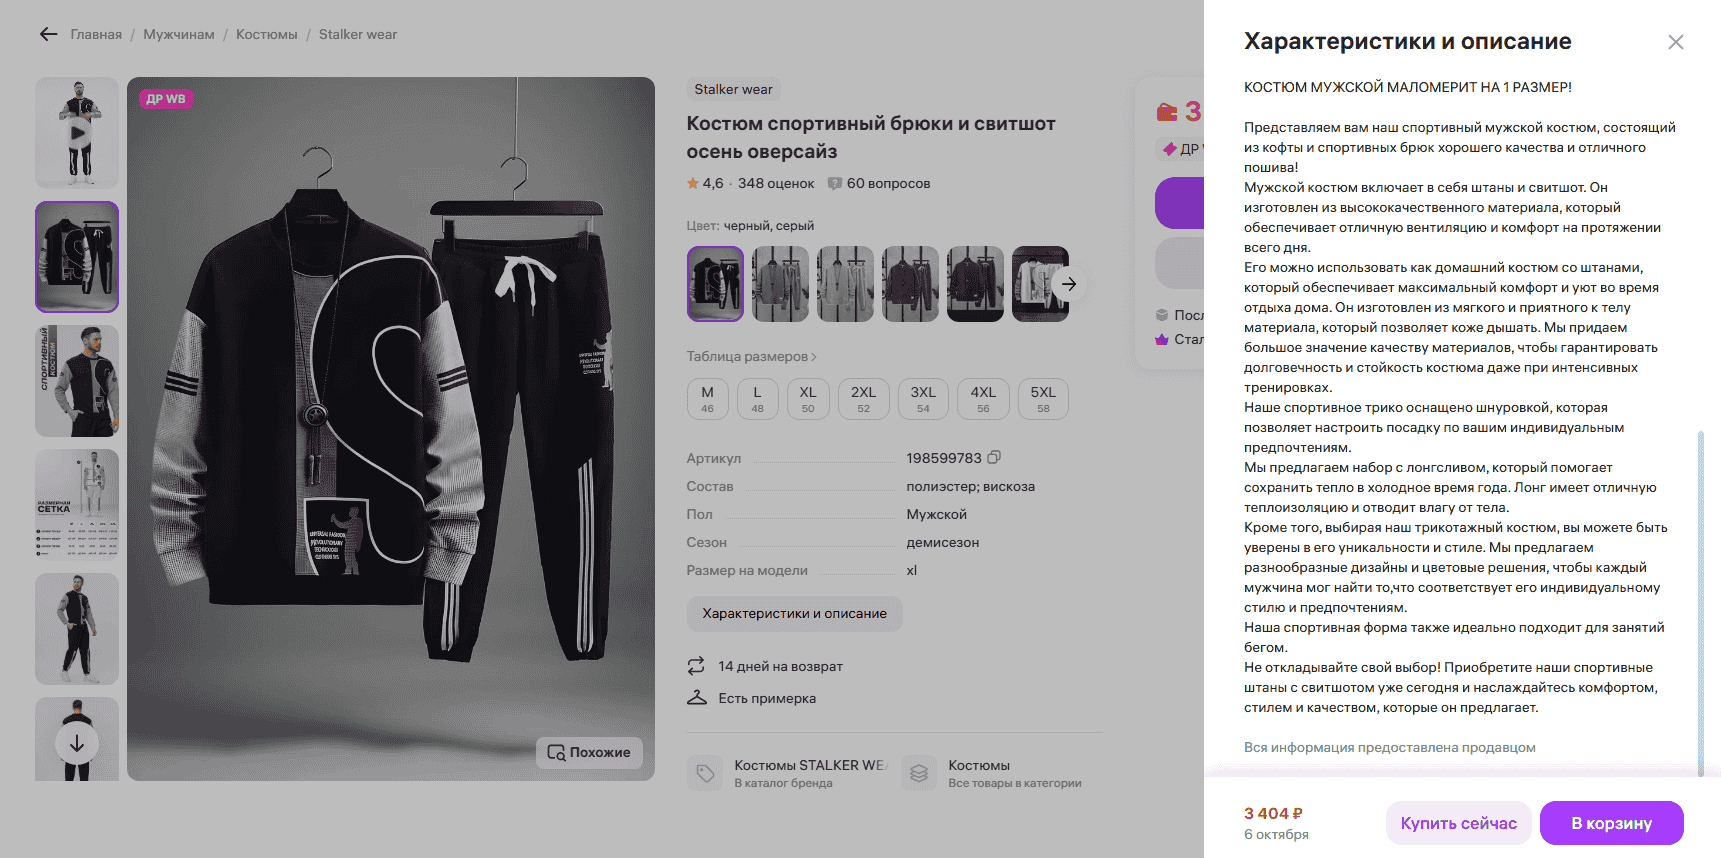 Главная / Мужчинам / Костюмы / Stalker wear
ДР WB
СПОРТИВНЫЙ
КОСТЮМ
РАЗМЕРНАЯ
СЕТКА
UNIVERSAL FASHION
REVOLUTIONARY
TECHNOLOGIES
Похожие
Stalker wear
Костюм спортивный брюки и свитшот
осень оверсайз
4,6 · 348 оценок 60 вопросов
Цвет: черный, серый
Таблица размеров
M L XL 2XL 3XL 4XL 5XL
46 48 50 52 54 56 58
Артикул 198599783
Состав полиэстер; вискоза
Пол Мужской
Сезон демисезон
Размер на модели xl
Характеристики и описание
14 дней на возврат
Есть примерка
Костюмы STALKER WE
В каталог бренда
Костюмы
Все товары в категории
3
ДР
Посл
Стал
Характеристики и описание
КОСТЮМ МУЖСКОЙ МАЛОМЕРИТ НА 1 РАЗМЕР!
Представляем вам наш спортивный мужской костюм, состоящий
из кофты и спортивных брюк хорошего качества и отличного
пошива!
Мужской костюм включает в себя штаны и свитшот. Он
изготовлен из высококачественного материала, который
обеспечивает отличную вентиляцию и комфорт на протяжении
всего дня.
Его можно использовать как домашний костюм со штанами,
который обеспечивает максимальный комфорт и уют во время
отдыха дома. Он изготовлен из мягкого и приятного к телу
материала, который позволяет коже дышать. Мы придаем
большое значение качеству материалов, чтобы гарантировать
долговечность и стойкость костюма даже при интенсивных
тренировках.
Наше спортивное трико оснащено шнуровкой, которая
позволяет настроить посадку по вашим индивидуальным
предпочтениям.
Мы предлагаем набор с лонгсливом, который помогает
сохранить тепло в холодное время года. Лонг имеет отличную
теплоизоляцию и отводит влагу от тела.
Кроме того, выбирая наш трикотажный костюм, вы можете быть
уверены в его уникальности и стиле. Мы предлагаем
разнообразные дизайны и цветовые решения, чтобы каждый
мужчина мог найти то,что соответствует его индивидуальному
стилю и предпочтениям.
Наша спортивная форма также идеально подходит для занятий
бегом.
Не откладывайте свой выбор! Приобретите наши спортивные
штаны с свитшотом уже сегодня и наслаждайтесь комфортом,
стилем и качеством, которые он предлагает.
Вся информация предоставлена продавцом
3 404 ₽
6 октября
Купить сейчас
В корзину